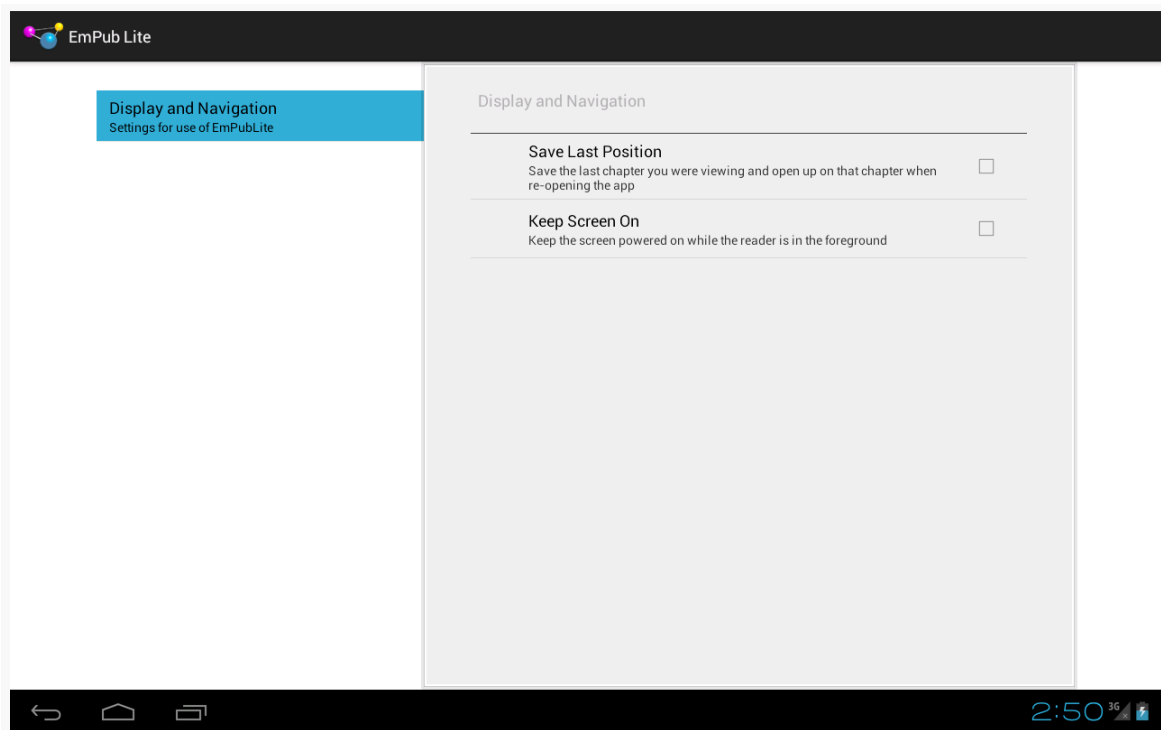 EmPub Lite
Display and Navigation
Settings for use of EmPubLite
Display and Navigation
Save Last Position
Save the last chapter you were viewing and open up on that chapter when
re-opening the app
Keep Screen On
Keep the screen powered on while the reader is in the foreground
2:50 3G